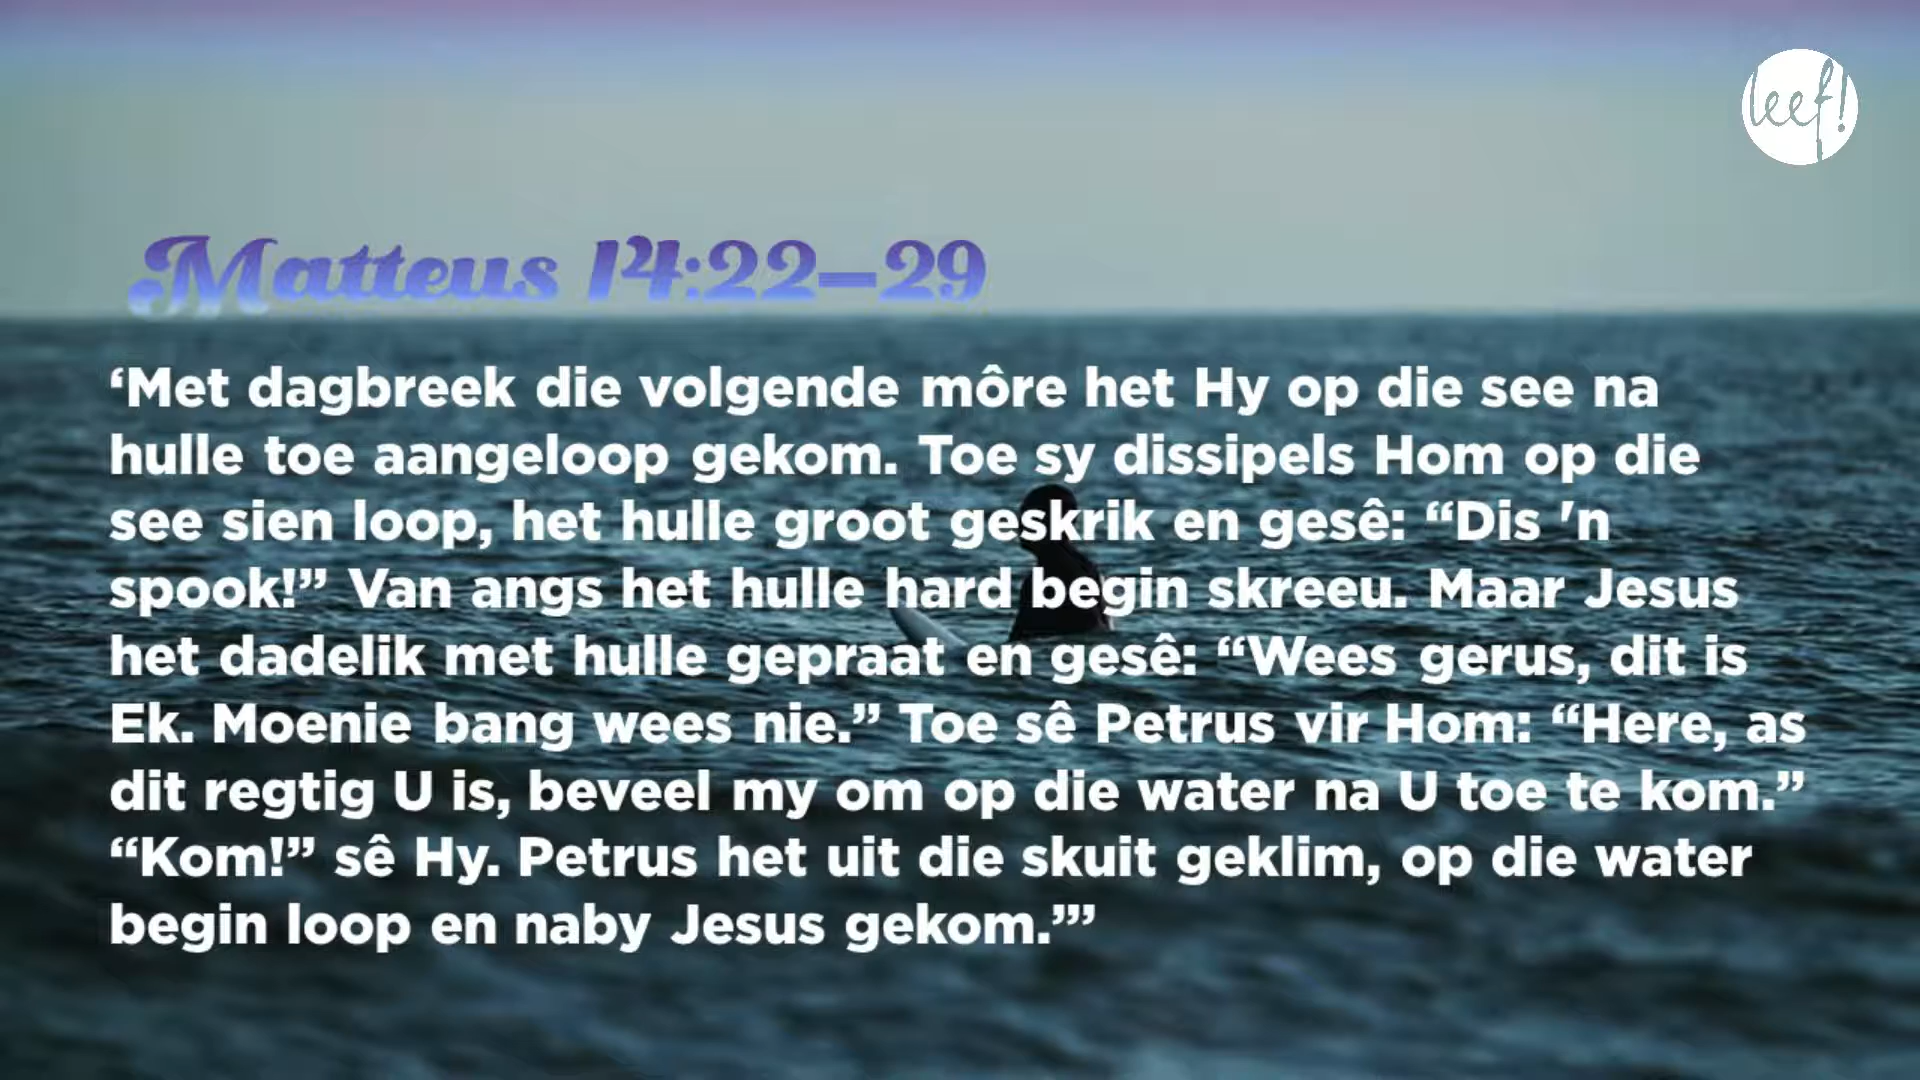 leef!
Matteus 14:22–29
‘Met dagbreek die volgende môre het Hy op die see na
hulle toe aangeloop gekom. Toe sy dissipels Hom op die
see sien loop, het hulle groot geskrik en gesê: “Dis 'n
spook!” Van angs het hulle hard begin skreeu. Maar Jesus
het dadelik met hulle gepraat en gesê: “Wees gerus, dit is
Ek. Moenie bang wees nie.” Toe sê Petrus vir Hom: “Here, as
dit regtig U is, beveel my om op die water na U toe te kom.”
“Kom!” sê Hy. Petrus het uit die skuit geklim, op die water
begin loop en naby Jesus gekom.”’